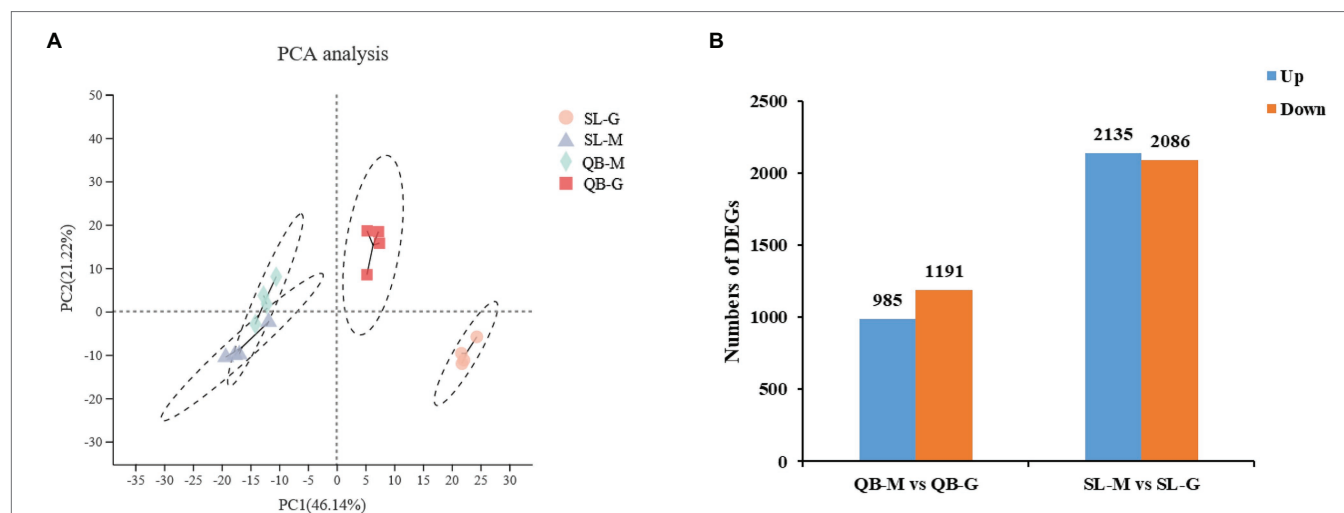 A
PCA analysis
50
40
30
20
10
0
-10
-20
-30
PC2(21.22%)
-35 -30 -25 -20 -15 -10 -5 0 5 10 15 20 25 30
PC1(46.14%)
SL-G
SL-M
QB-M
QB-G
B
Up
Down
2500
2000
1500
1000
500
0
Numbers of DEGs
985
1191
2135
2086
QB-M vs QB-G
SL-M vs SL-G